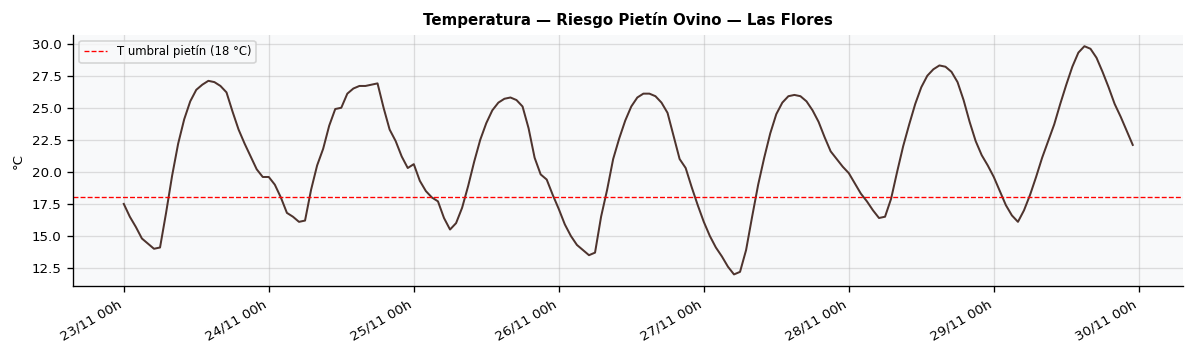 Temperatura — Riesgo Pietín Ovino — Las Flores
T umbral pietín (18 °C)
30.0
27.5
25.0
22.5
20.0
17.5
15.0
12.5
°C
23/11 00h
24/11 00h
25/11 00h
26/11 00h
27/11 00h
28/11 00h
29/11 00h
30/11 00h